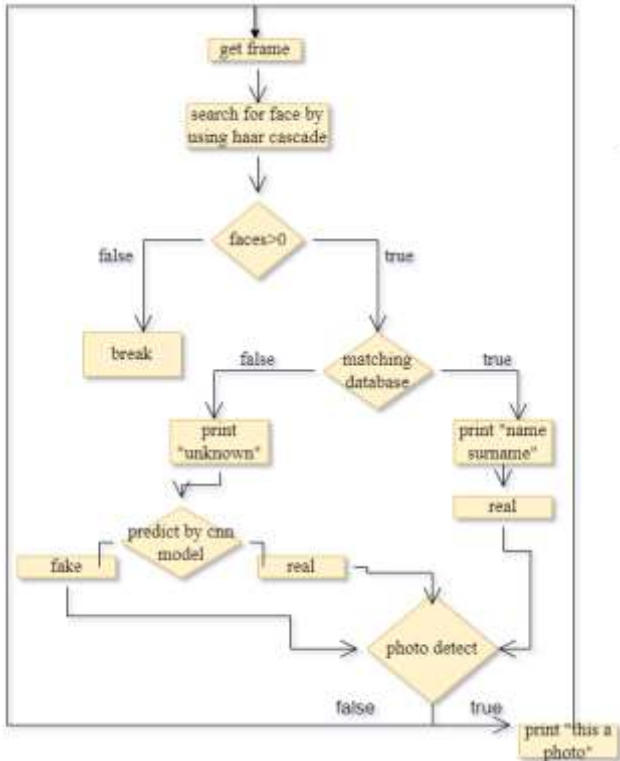 get frame
search for face by
using haar cascade
faces>0
false
true
break
false
matching
database
true
print
"unknown"
print "name
surname"
real
predict by cnn
model
fake
real
photo detect
false
true
print "this a
photo"